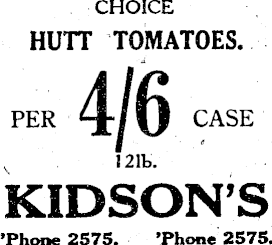 CHOICE
HUTT TOMATOES.
PER 4/6 CASE
12lb.
KIDSON'S
'Phone 2575. 'Phone 2575.